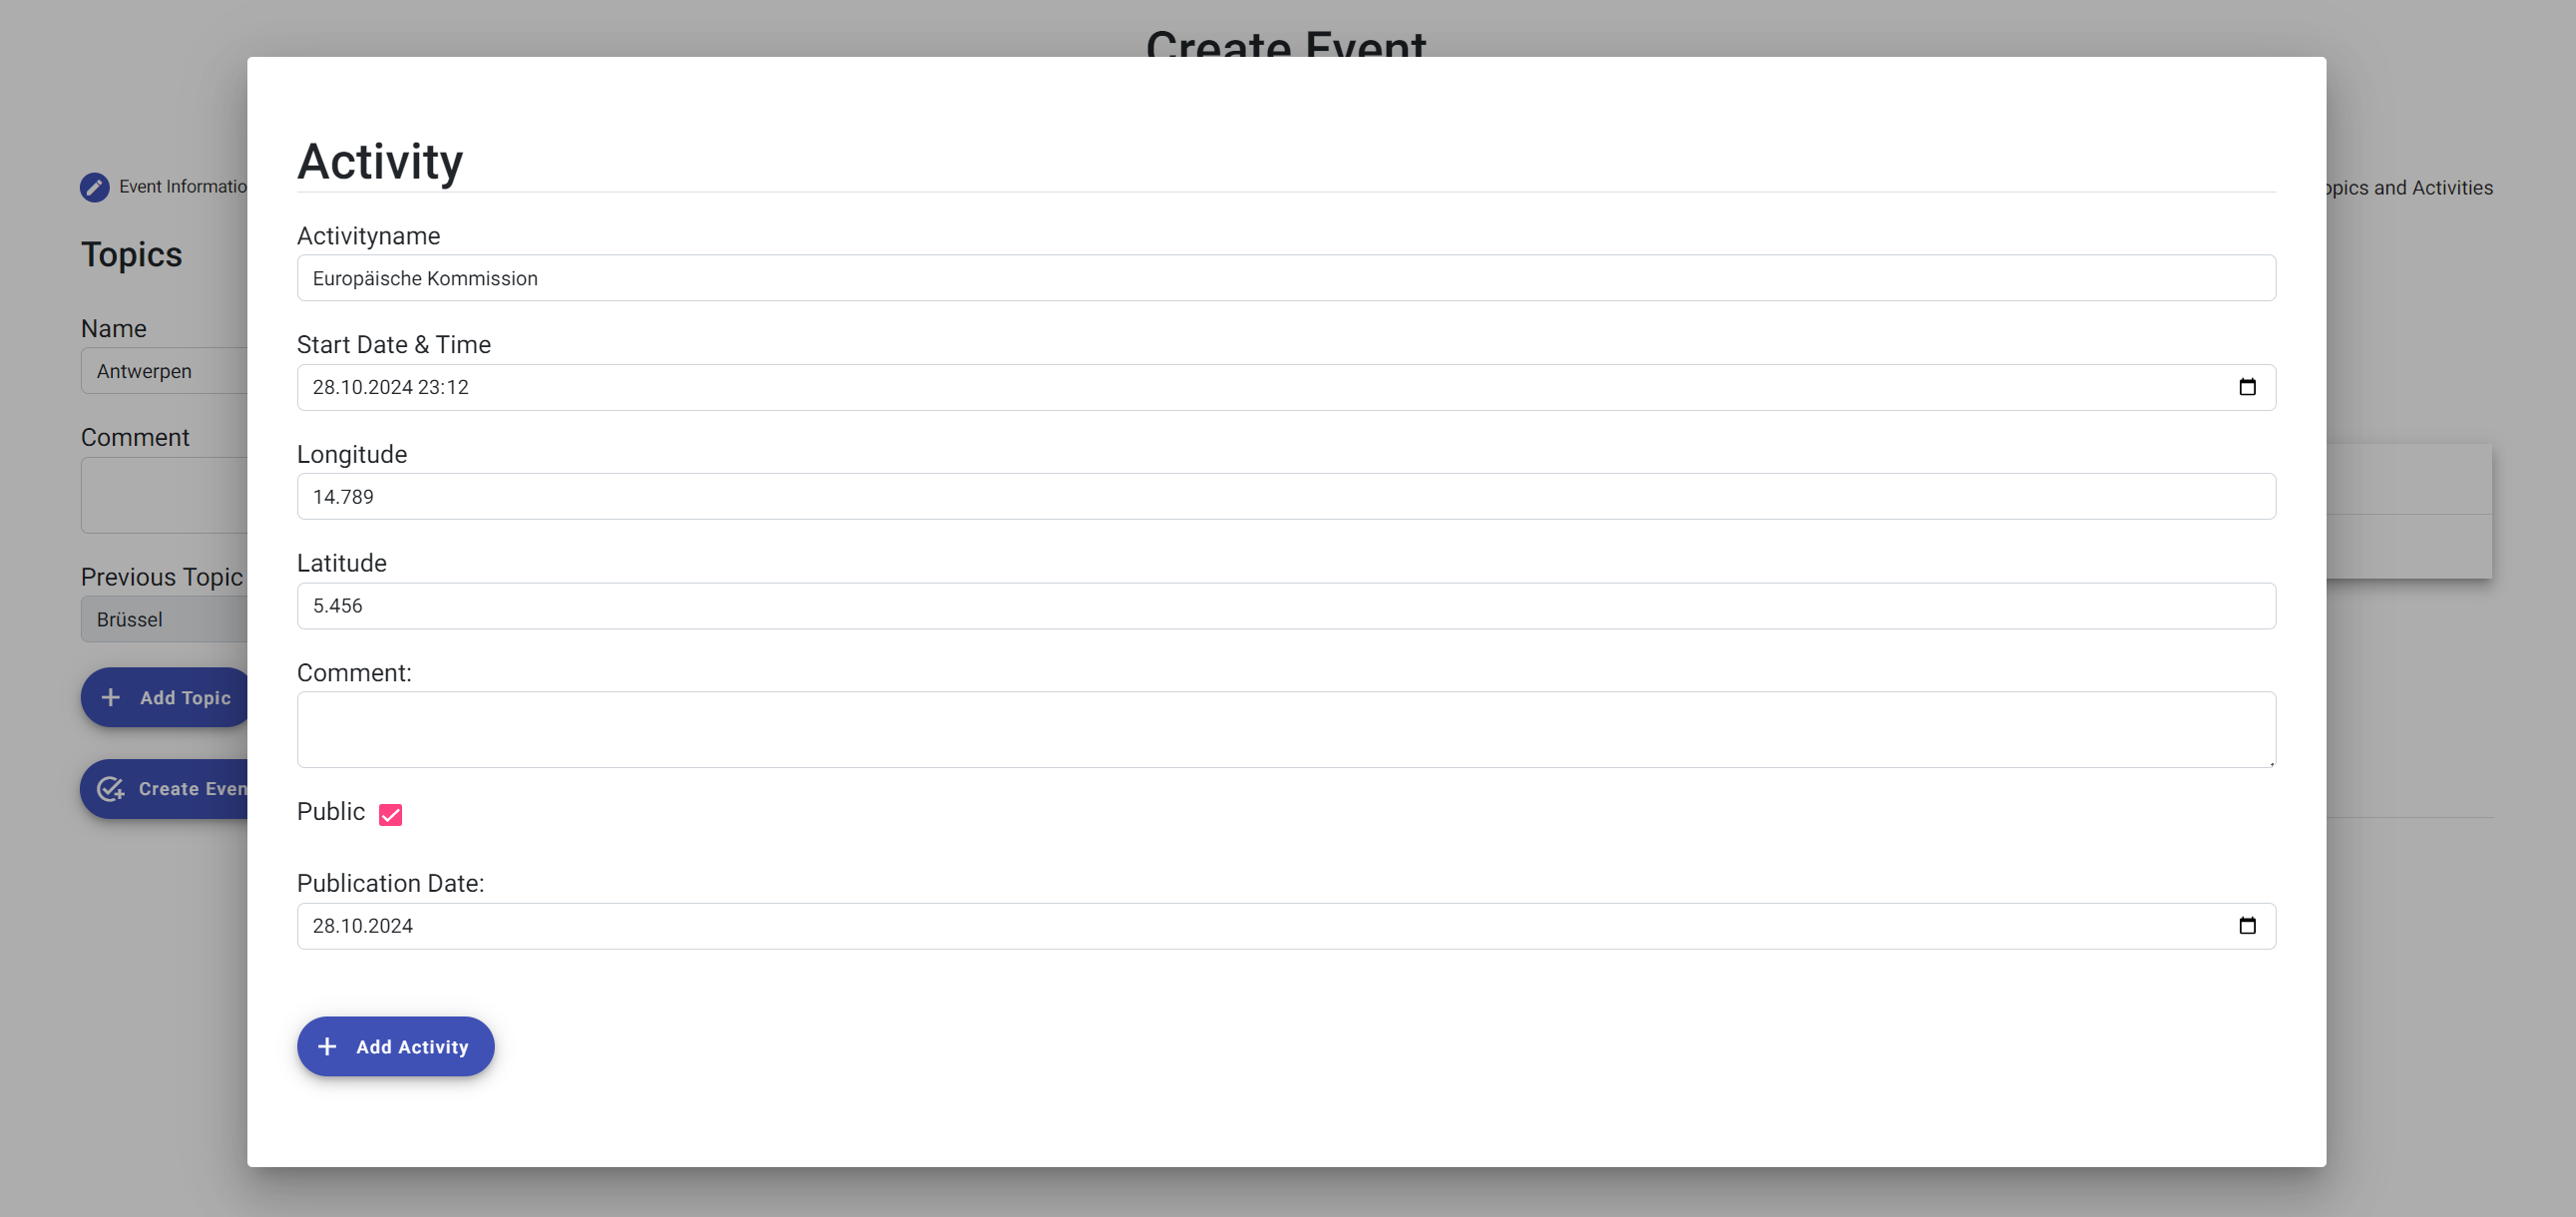 Create Event
Event Informatio
opics and Activities
Topics
Name
Antwerpen
Comment
Previous Topic
Brüssel
Add Topic
Create Even
Activity
Activityname
Europäische Kommission
Start Date & Time
28.10.2024 23:12
Longitude
14.789
Latitude
5.456
Comment:
Public
Publication Date:
28.10.2024
Add Activity